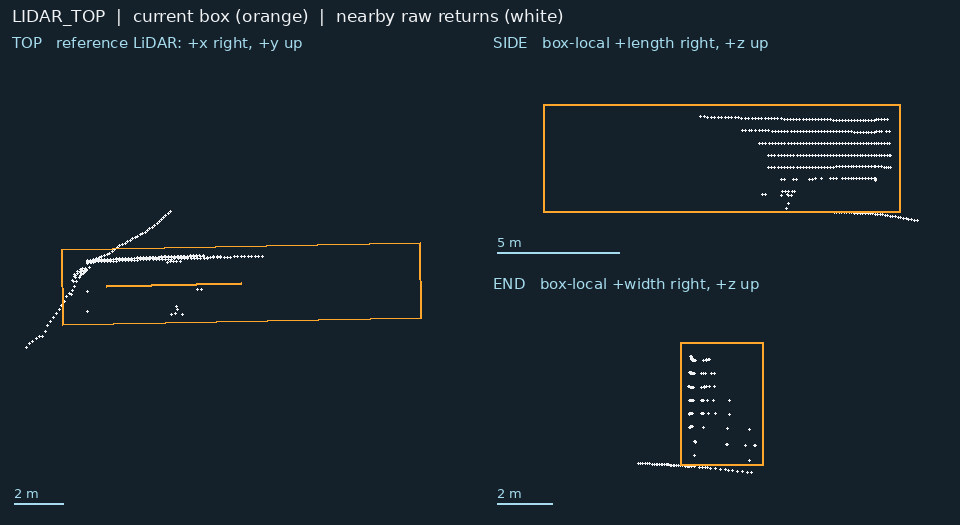 LIDAR_TOP | current box (orange) | nearby raw returns (white)
TOP reference LiDAR: +x right, +y up
SIDE box-local +length right, +z up
5 m
END box-local +width right, +z up
2 m
2 m